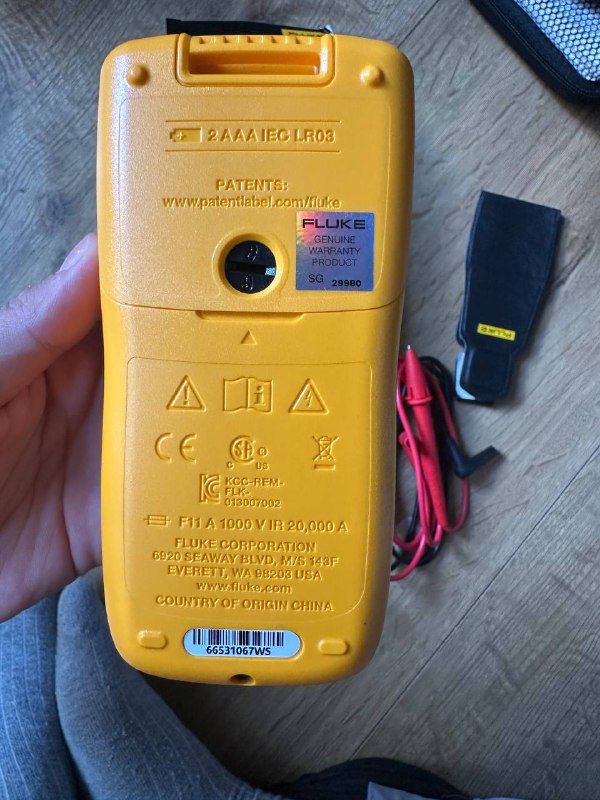 2 AAA IEC LR03
PATENTS:
www.patentlabel.com/fluke
FLUKE
GENUINE
WARRANTY
PRODUCT
SG 29980
CE
C US
KCC-REM-
FLK-
013007002
F11 A 1000 V IR 20,000 A
FLUKE CORPORATION
6920 SEAWAY BLVD, M/S 143F
EVERETT, WA 98203 USA
www.fluke.com
COUNTRY OF ORIGIN CHINA
66531067WS
FLUKE